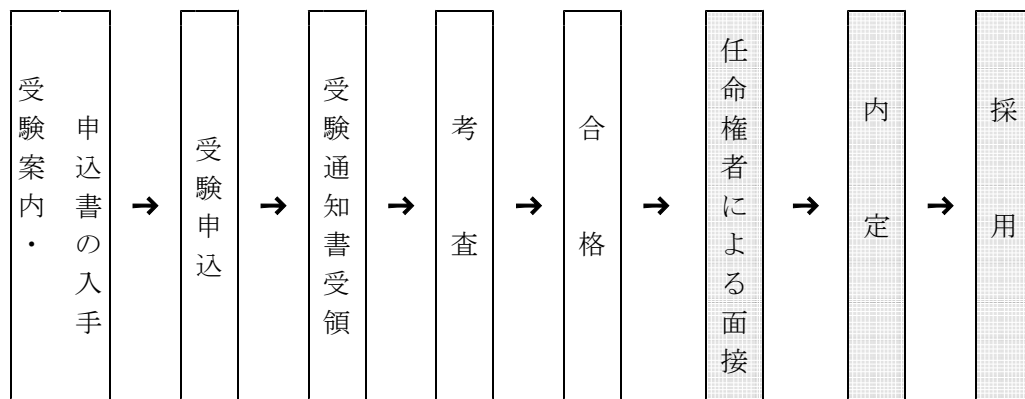 受験案内・
申込書の入手
→
受験申込
→
受験通知書受領
→
考査
→
合格
→
任命権者による面接
→
内定
→
採用